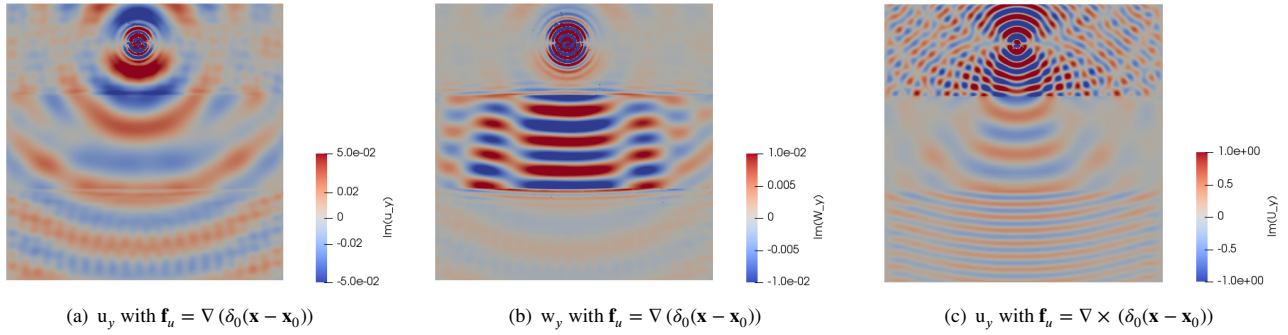 5.0e-02
0.02
0
-0.02
-5.0e-02
Im(u_y)
1.0e-02
0.005
0
-0.005
-1.0e-02
Im(W_y)
1.0e+00
0.5
0
-0.5
-1.0e+00
Im(U_y)
(a) u_y with f_u = ∇ (δ_0(x − x_0))
(b) w_y with f_u = ∇ (δ_0(x − x_0))
(c) u_y with f_u = ∇ × (δ_0(x − x_0))